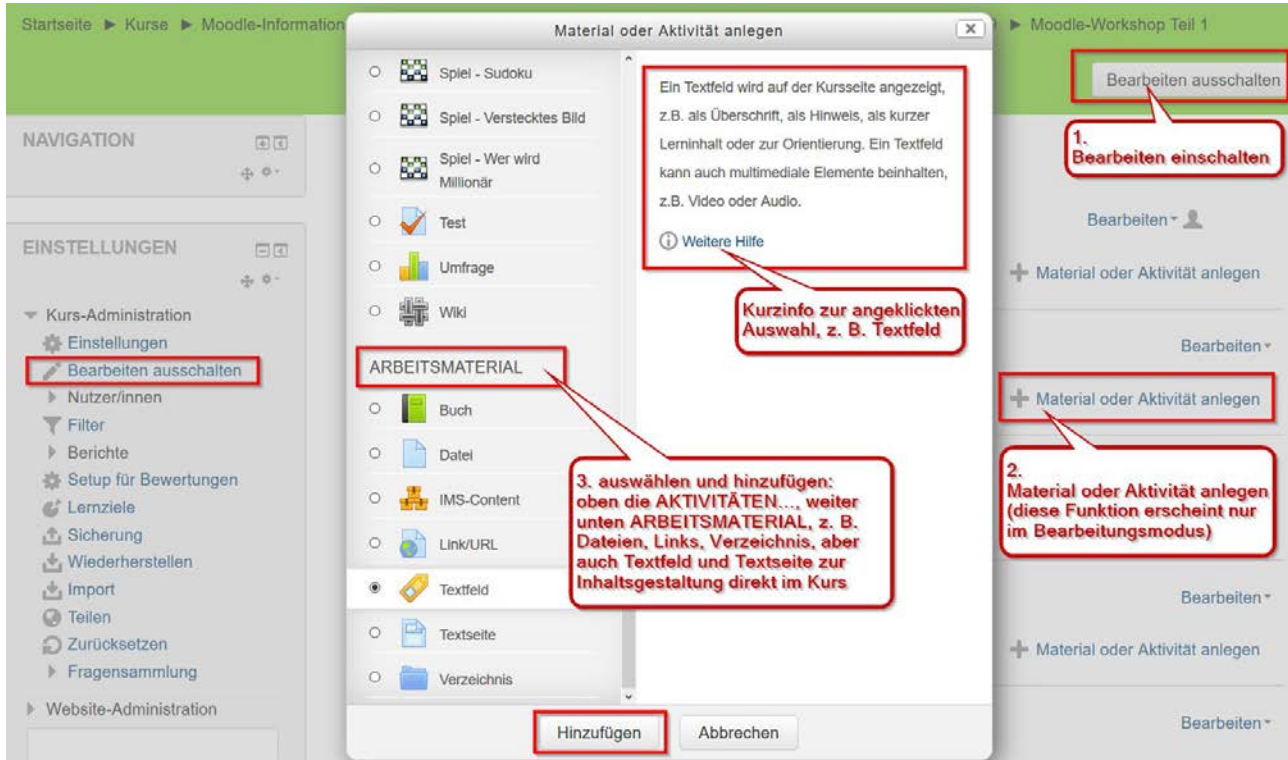 Startseite ► Kurse ► Moodle-Information
► Moodle-Workshop Teil 1
Bearbeiten ausschalten
1.
Bearbeiten einschalten
NAVIGATION
EINSTELLUNGEN
Kurs-Administration
Einstellungen
Bearbeiten ausschalten
Nutzer/innen
Filter
Berichte
Setup für Bewertungen
Lernziele
Sicherung
Wiederherstellen
Import
Teilen
Zurücksetzen
Fragensammlung
Website-Administration
Material oder Aktivität anlegen
Spiel - Sudoku
Spiel - Verstecktes Bild
Spiel - Wer wird
Millionär
Test
Umfrage
Wiki
ARBEITSMATERIAL
Buch
Datei
IMS-Content
Link/URL
Textfeld
Textseite
Verzeichnis
Ein Textfeld wird auf der Kursseite angezeigt,
z.B. als Überschrift, als Hinweis, als kurzer
Lerninhalt oder zur Orientierung. Ein Textfeld
kann auch multimediale Elemente beinhalten,
z.B. Video oder Audio.
Weitere Hilfe
Kurzinfo zur angeklickten
Auswahl, z. B. Textfeld
3. auswählen und hinzufügen:
oben die AKTIVITÄTEN..., weiter
unten ARBEITSMATERIAL, z. B.
Dateien, Links, Verzeichnis, aber
auch Textfeld und Textseite zur
Inhaltsgestaltung direkt im Kurs
Hinzufügen
Abbrechen
Bearbeiten
Material oder Aktivität anlegen
Bearbeiten
Material oder Aktivität anlegen
2.
Material oder Aktivität anlegen
(diese Funktion erscheint nur
im Bearbeitungsmodus)
Bearbeiten
Material oder Aktivität anlegen
Bearbeiten